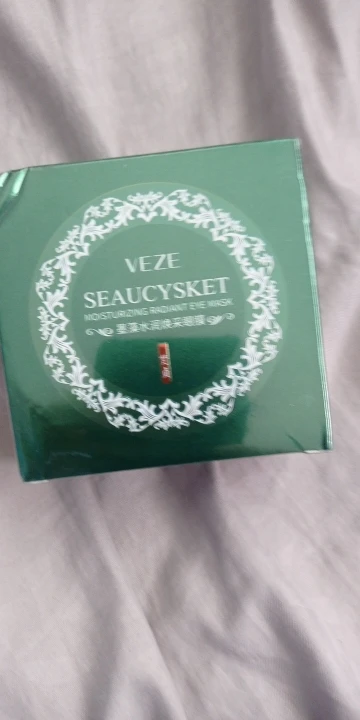 VEZE
SEAUCYSKET
MOISTURIZING RADIANT EYE MASK
海藻水润焕采眼膜